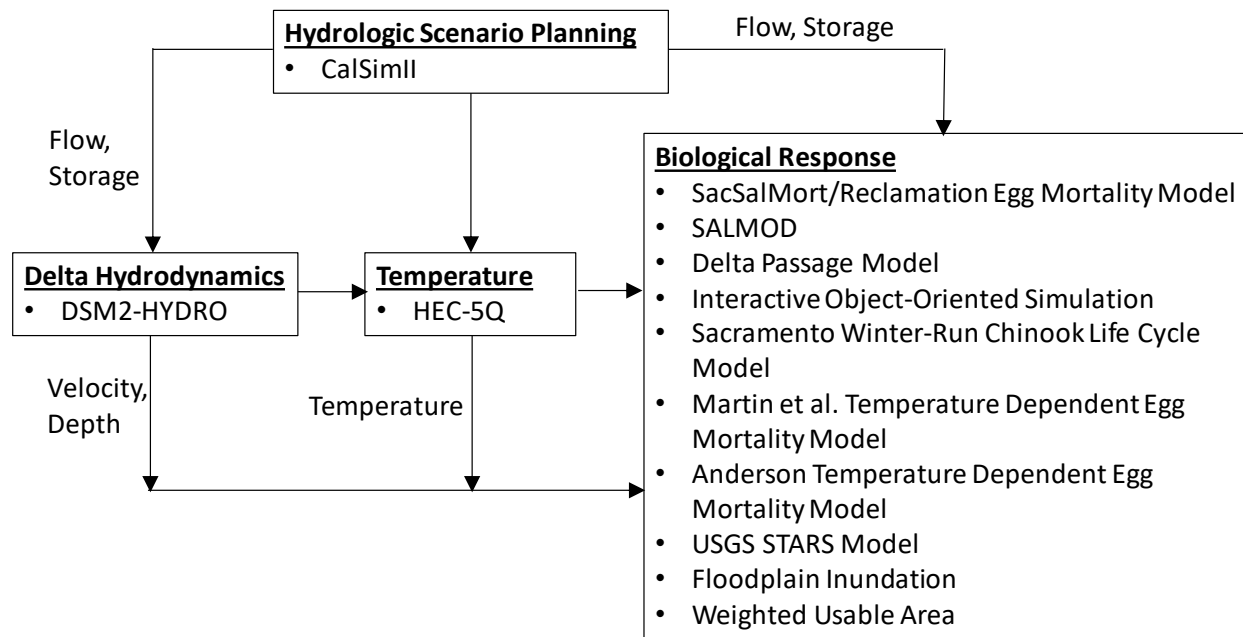 Hydrologic Scenario Planning
• CalSimII
Flow, Storage
Flow,
Storage
Delta Hydrodynamics
• DSM2-HYDRO
Temperature
• HEC-5Q
Velocity,
Depth
Temperature
Biological Response
• SacSalMort/Reclamation Egg Mortality Model
• SALMOD
• Delta Passage Model
• Interactive Object-Oriented Simulation
• Sacramento Winter-Run Chinook Life Cycle
Model
• Martin et al. Temperature Dependent Egg
Mortality Model
• Anderson Temperature Dependent Egg
Mortality Model
• USGS STARS Model
• Floodplain Inundation
• Weighted Usable Area